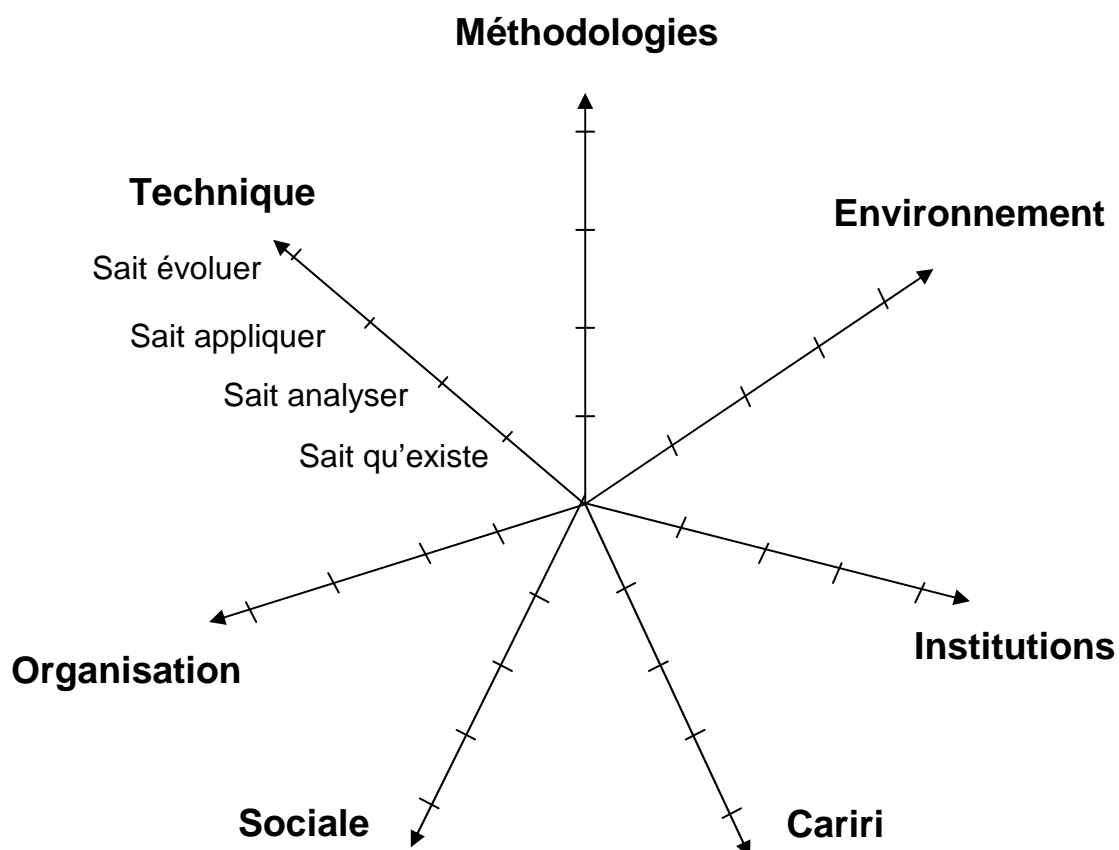 Méthodologies
Technique
Environnement
Sait évoluer
Sait appliquer
Sait analyser
Sait qu’existe
Organisation
Institutions
Sociale
Cariri